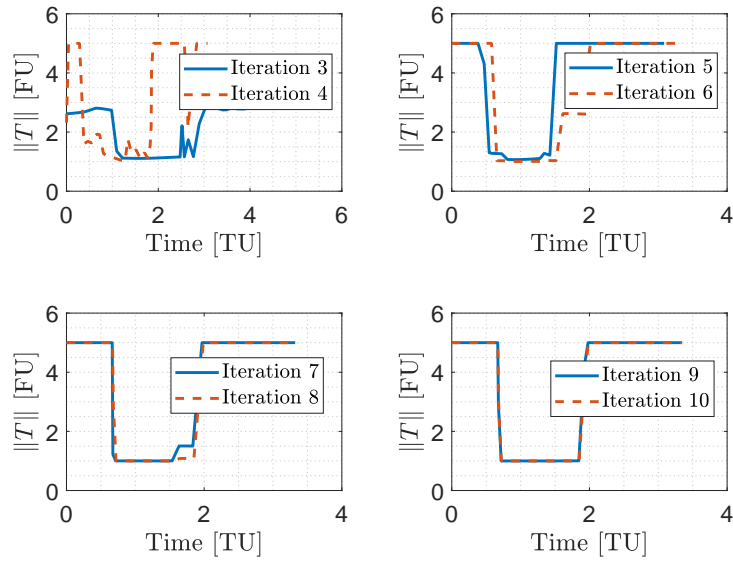 6
4
2
0
||T|| [FU]
Iteration 3
Iteration 4
0 2 4 6
Time [TU]
6
4
2
0
||T|| [FU]
Iteration 5
Iteration 6
0 2 4
Time [TU]
6
4
2
0
||T|| [FU]
Iteration 7
Iteration 8
0 2 4
Time [TU]
6
4
2
0
||T|| [FU]
Iteration 9
Iteration 10
0 2 4
Time [TU]